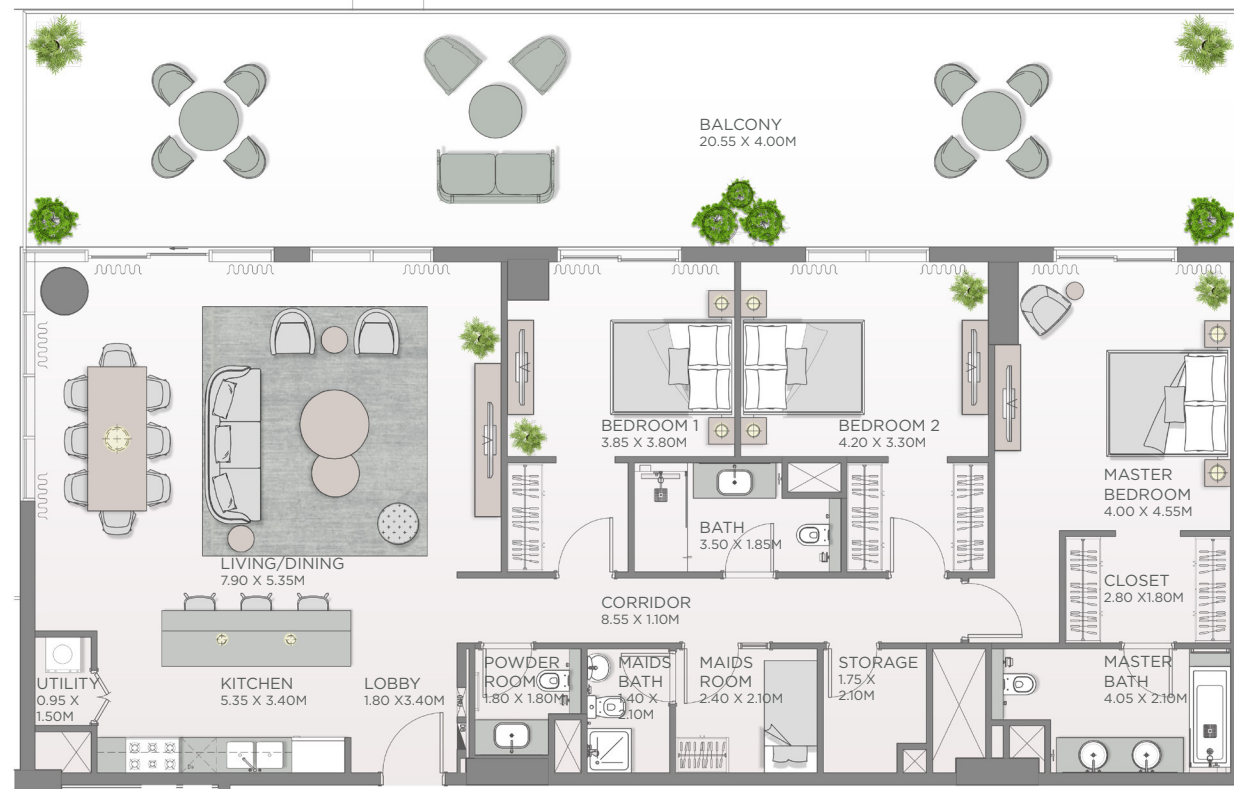 BALCONY
20.55 X 4.00M
BEDROOM 1
3.85 X 3.80M
BEDROOM 2
4.20 X 3.30M
MASTER
BEDROOM
4.00 X 4.55M
BATH
3.50 X 1.85M
LIVING/DINING
7.90 X 5.35M
CLOSET
2.80 X1.80M
CORRIDOR
8.55 X 1.10M
UTILITY
0.95 X
1.50M
KITCHEN
5.35 X 3.40M
LOBBY
1.80 X3.40M
POWDER
ROOM
1.80 X 1.80M
MAIDS
BATH
1.40 X
2.10M
MAIDS
ROOM
2.40 X 2.10M
STORAGE
1.75 X
2.10M
MASTER
BATH
4.05 X 2.10M